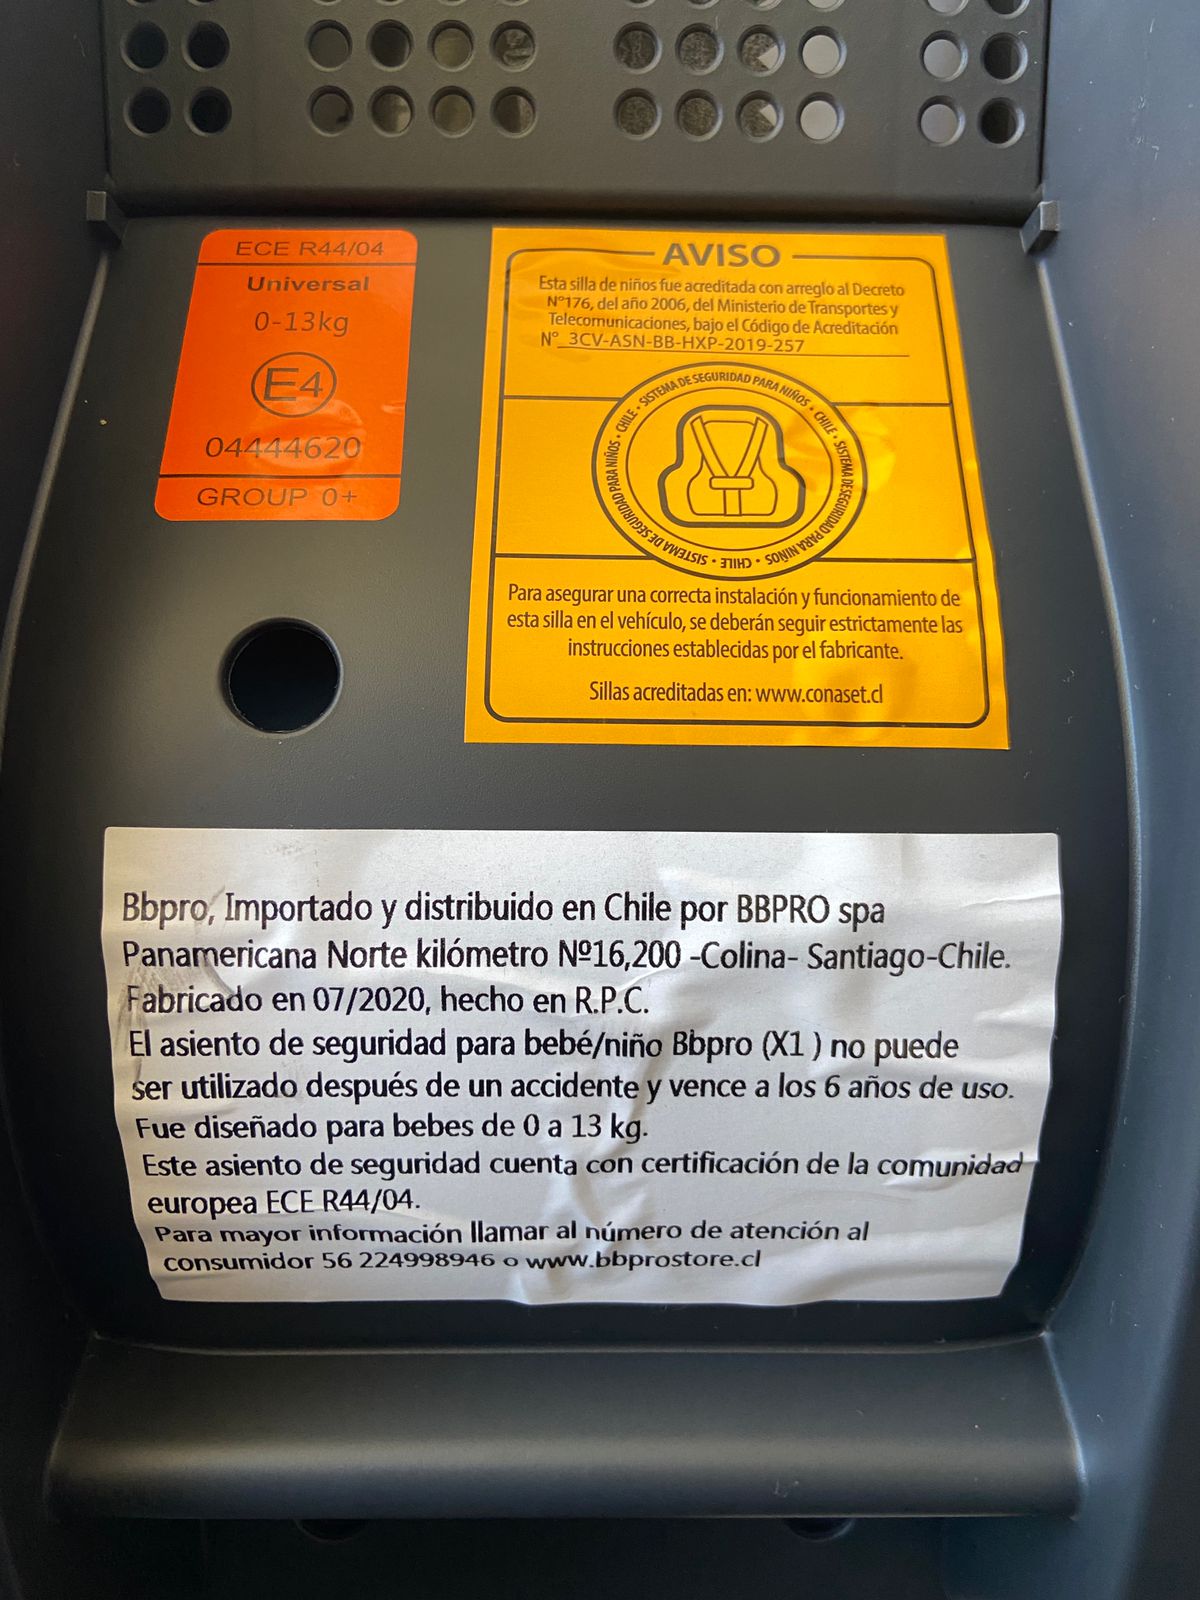 ECE R44/04
Universal
0-13kg
E4
04444620
GROUP 0+
AVISO
Esta silla de niños fue acreditada con arreglo al Decreto
N°176, del año 2006, del Ministerio de Transportes y
Telecomunicaciones, bajo el Código de Acreditación
N° 3CV-ASN-BB-HXP-2019-257
SISTEMA DE SEGURIDAD PARA NIÑOS • CHILE • SISTEMA DE SEGURIDAD PARA NIÑOS • CHILE • SISTEMA DE SEGURIDAD PARA NIÑOS • CHILE •
Para asegurar una correcta instalación y funcionamiento de
esta silla en el vehículo, se deberán seguir estrictamente las
instrucciones establecidas por el fabricante.
Sillas acreditadas en: www.conaset.cl
Bbpro, Importado y distribuido en Chile por BBPRO spa
Panamericana Norte kilómetro Nº16,200 -Colina- Santiago-Chile.
Fabricado en 07/2020, hecho en R.P.C.
El asiento de seguridad para bebé/niño Bbpro (X1 ) no puede
ser utilizado después de un accidente y vence a los 6 años de uso.
Fue diseñado para bebes de 0 a 13 kg.
Este asiento de seguridad cuenta con certificación de la comunidad
europea ECE R44/04.
Para mayor información llamar al número de atención al
consumidor 56 224998946 o www.bbprostore.cl